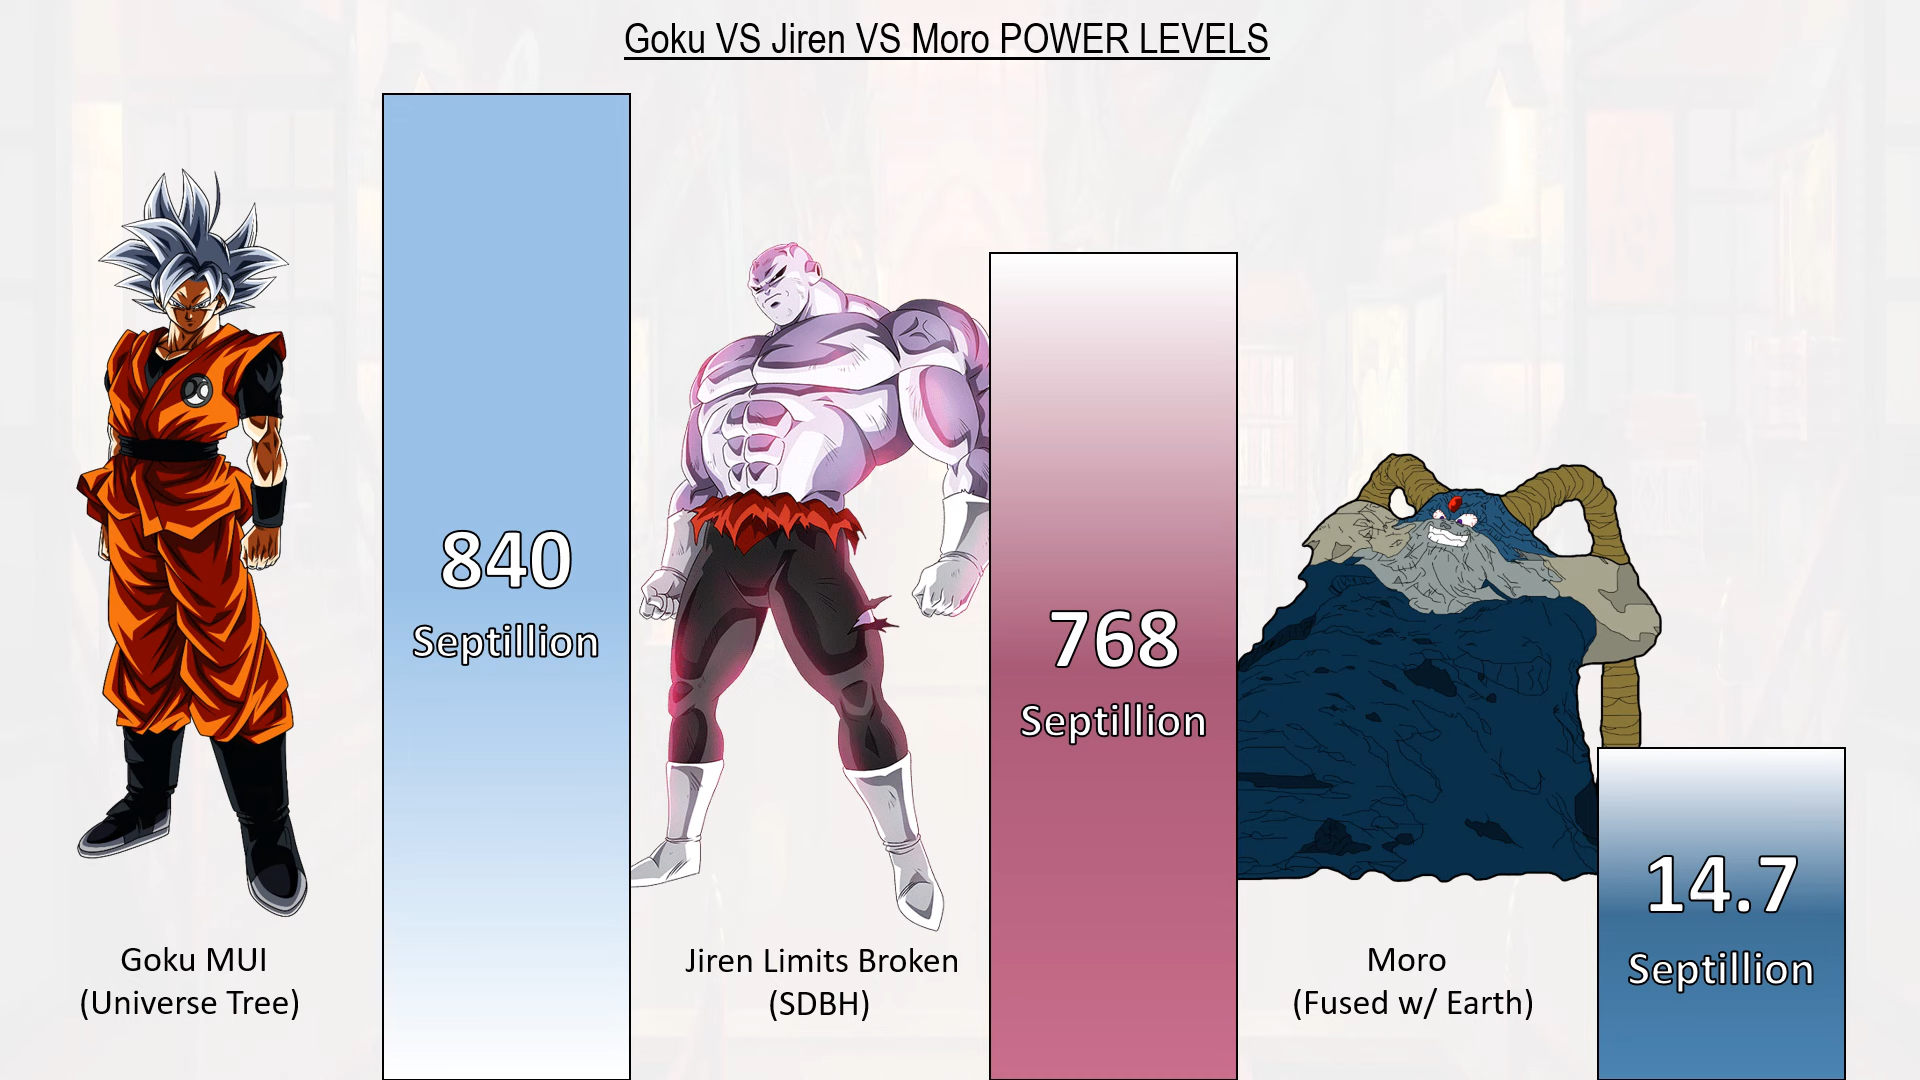 Goku VS Jiren VS Moro POWER LEVELS
840
Septillion
768
Septillion
14.7
Septillion
Goku MUI
(Universe Tree)
Jiren Limits Broken
(SDBH)
Moro
(Fused w/ Earth)